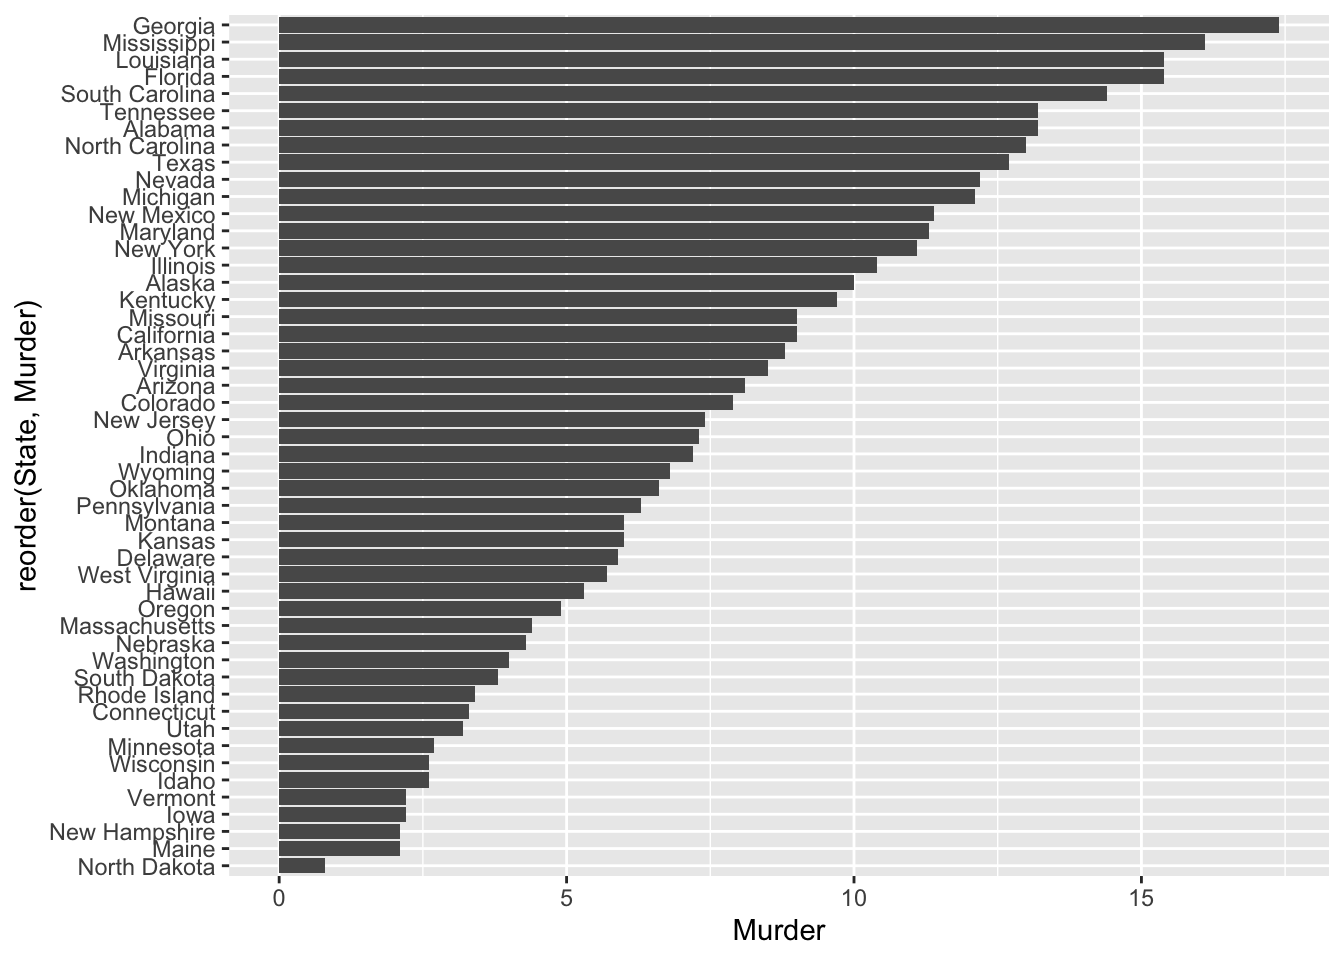 Georgia
Mississippi
Louisiana
Florida
South Carolina
Tennessee
Alabama
North Carolina
Texas
Nevada
Michigan
New Mexico
Maryland
New York
Illinois
Alaska
Kentucky
Missouri
California
Arkansas
Virginia
Arizona
Colorado
New Jersey
Ohio
Indiana
Wyoming
Oklahoma
Pennsylvania
Montana
Kansas
Delaware
West Virginia
Hawaii
Oregon
Massachusetts
Nebraska
Washington
South Dakota
Rhode Island
Connecticut
Utah
Minnesota
Wisconsin
Idaho
Vermont
Iowa
New Hampshire
Maine
North Dakota
reorder(State, Murder)
0 5 10 15
Murder